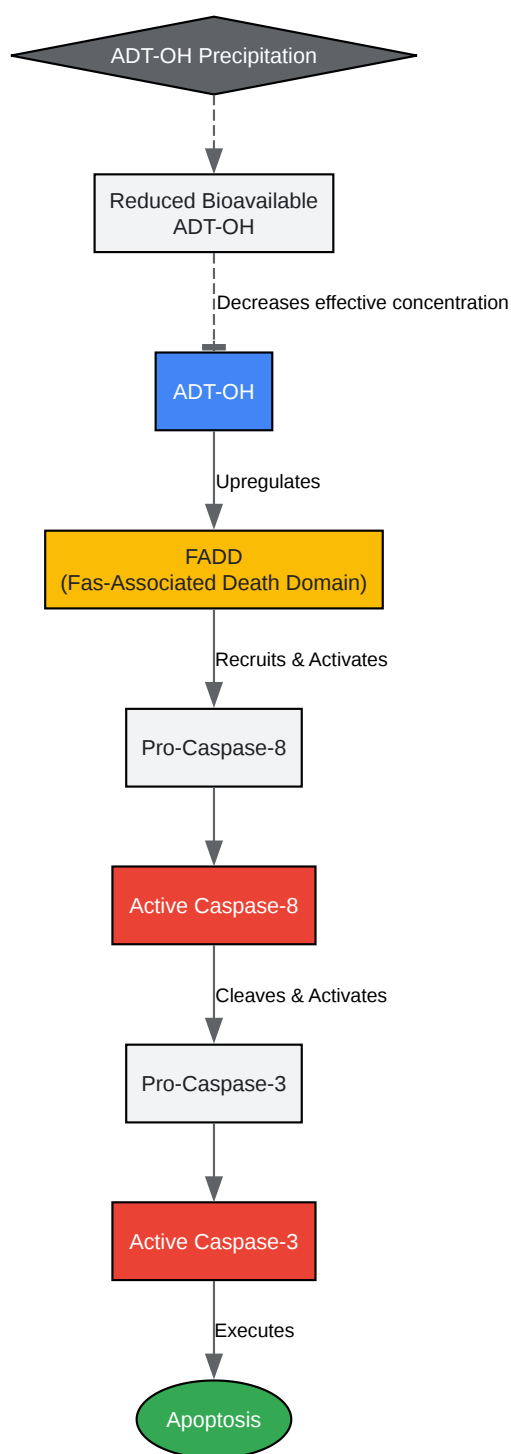 ADT-OH Precipitation
Reduced Bioavailable
ADT-OH
Decreases effective concentration
ADT-OH
Upregulates
FADD
(Fas-Associated Death Domain)
Recruits & Activates
Pro-Caspase-8
Active Caspase-8
Cleaves & Activates
Pro-Caspase-3
Active Caspase-3
Executes
Apoptosis